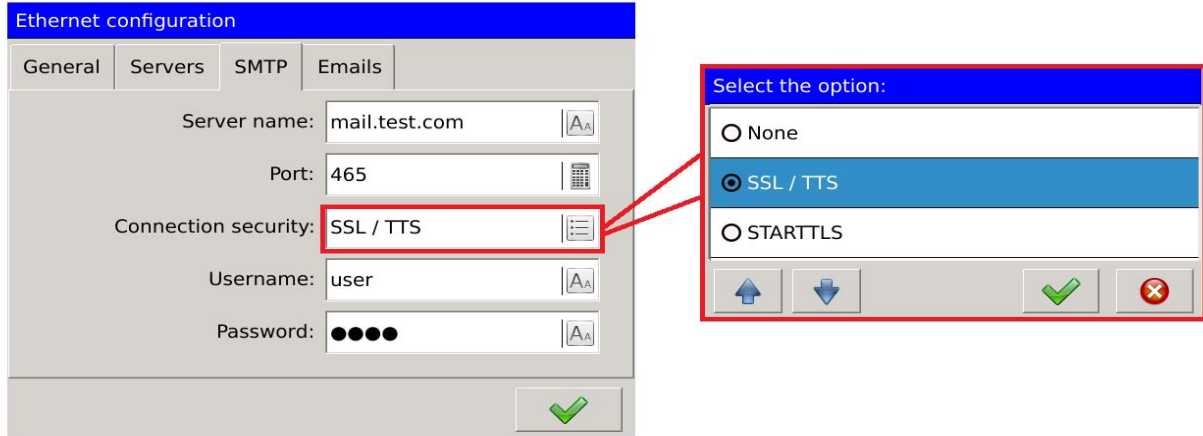 Ethernet configuration
General Servers SMTP Emails
Server name: mail.test.com
Port: 465
Connection security: SSL / TTS
Username: user
Password: ●●●●
Select the option:
None
SSL / TTS
STARTTLS